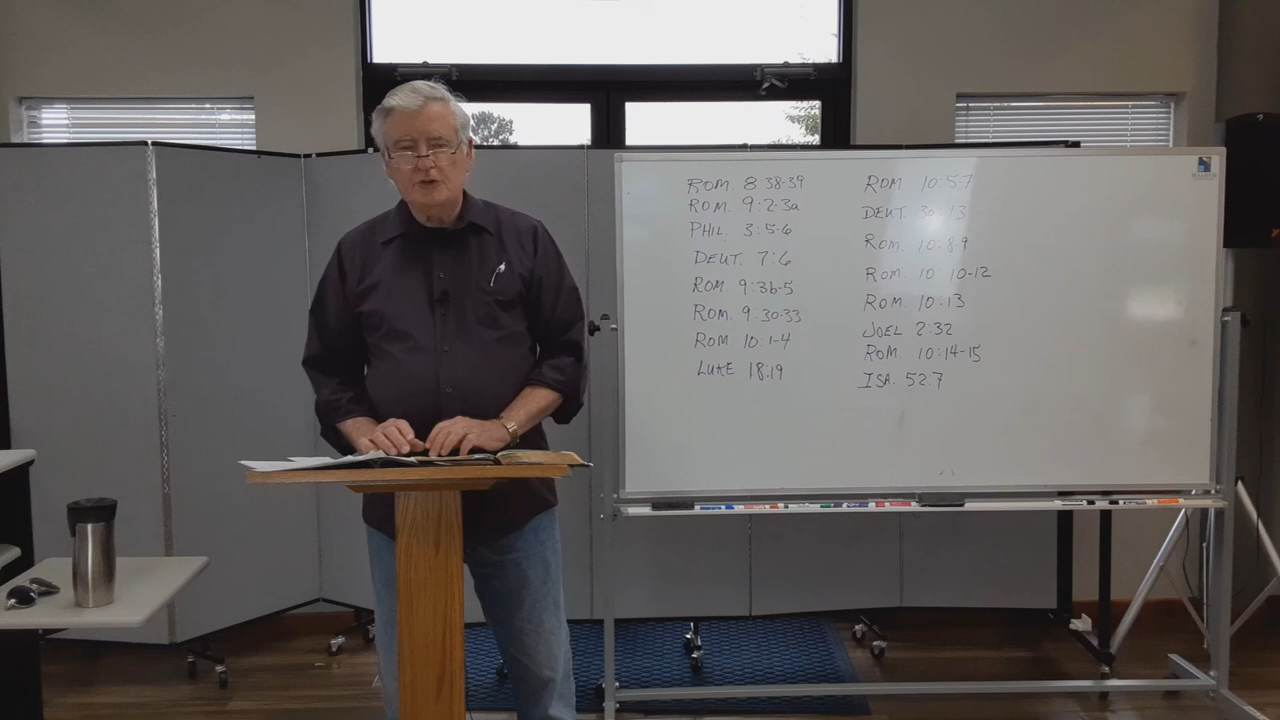 ROM. 8:38-39
ROM. 9:2-3a
PHIL. 3:5-6
DEUT. 7:6
ROM. 9:3b-5
ROM. 9:30-33
ROM 10:1-4
LUKE 18:19
ROM 10:5-7
DEUT. 30:13
ROM. 10:8-9
ROM. 10:10-12
ROM. 10:13
JOEL 2:32
ROM. 10:14-15
ISA. 52:7